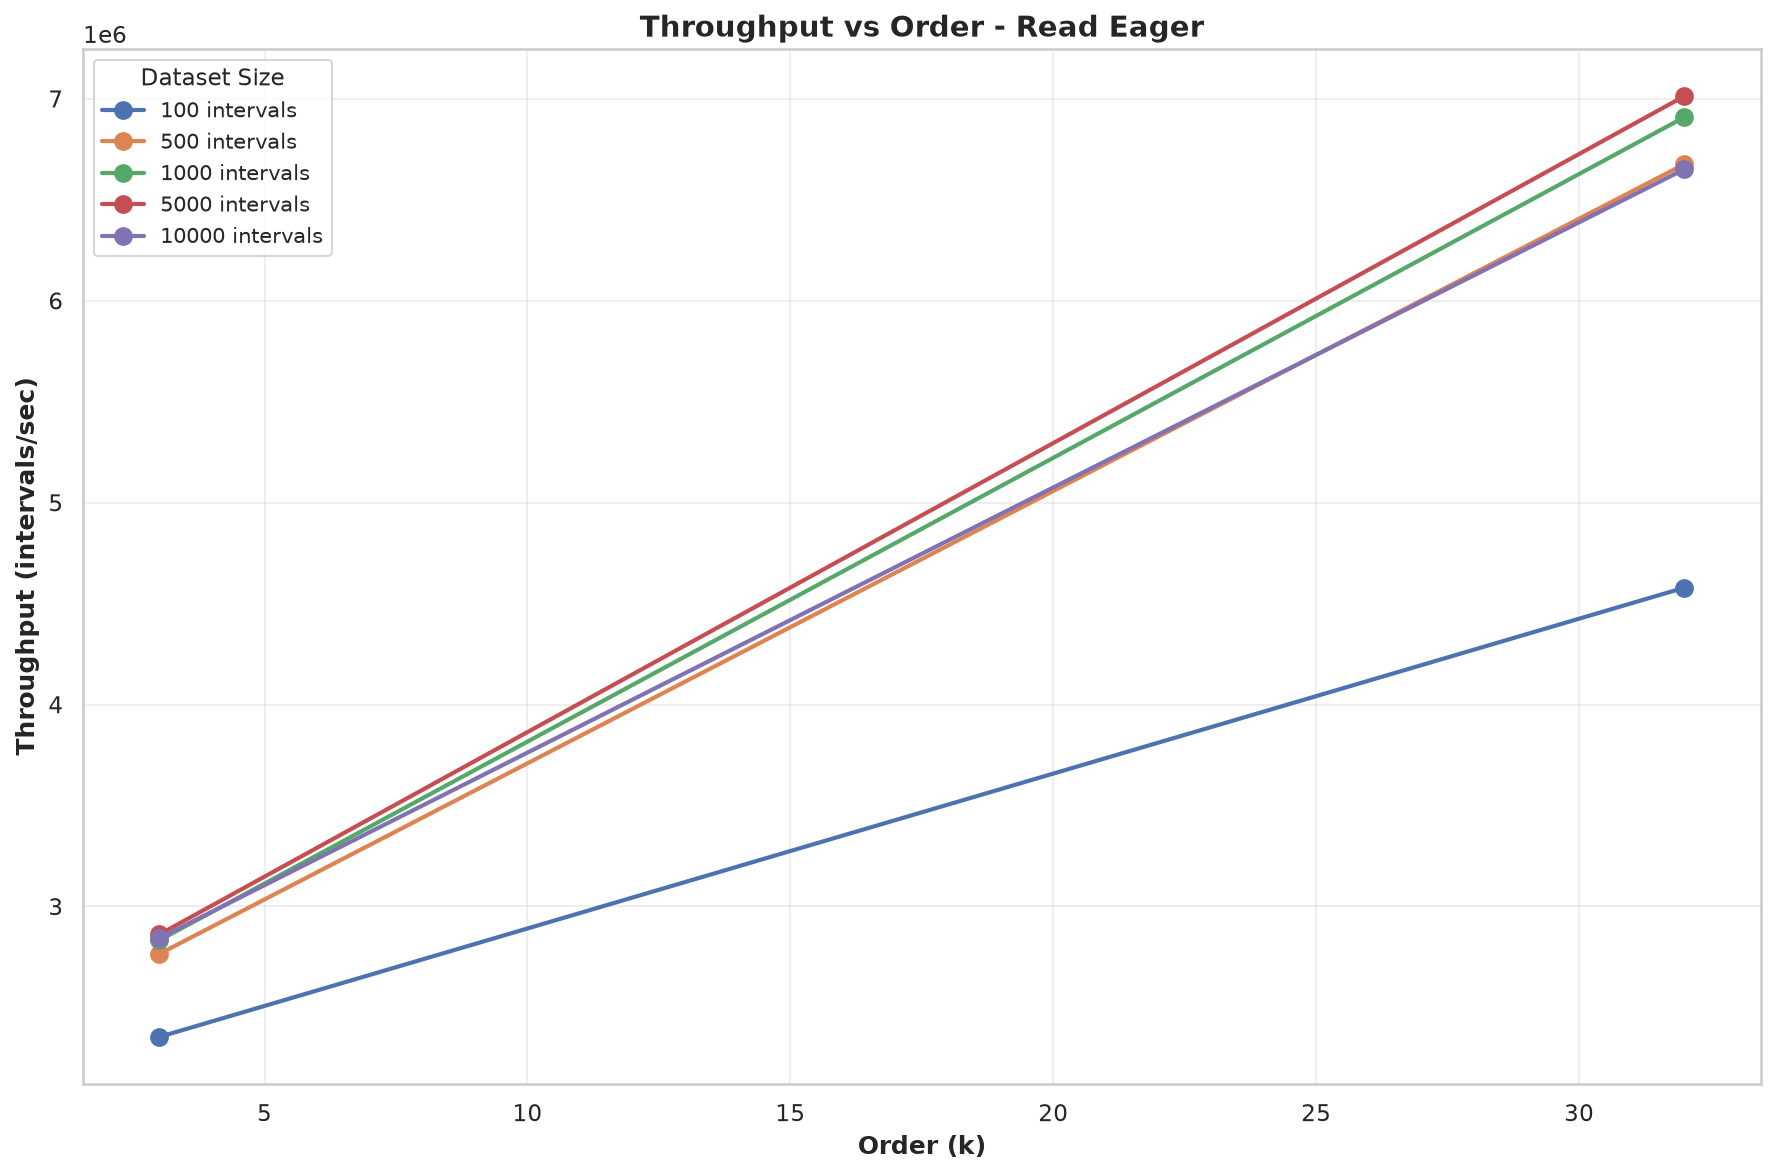 Throughput vs Order - Read Eager
1e6
Dataset Size
100 intervals
500 intervals
1000 intervals
5000 intervals
10000 intervals
7
6
5
4
3
Throughput (intervals/sec)
5 10 15 20 25 30
Order (k)